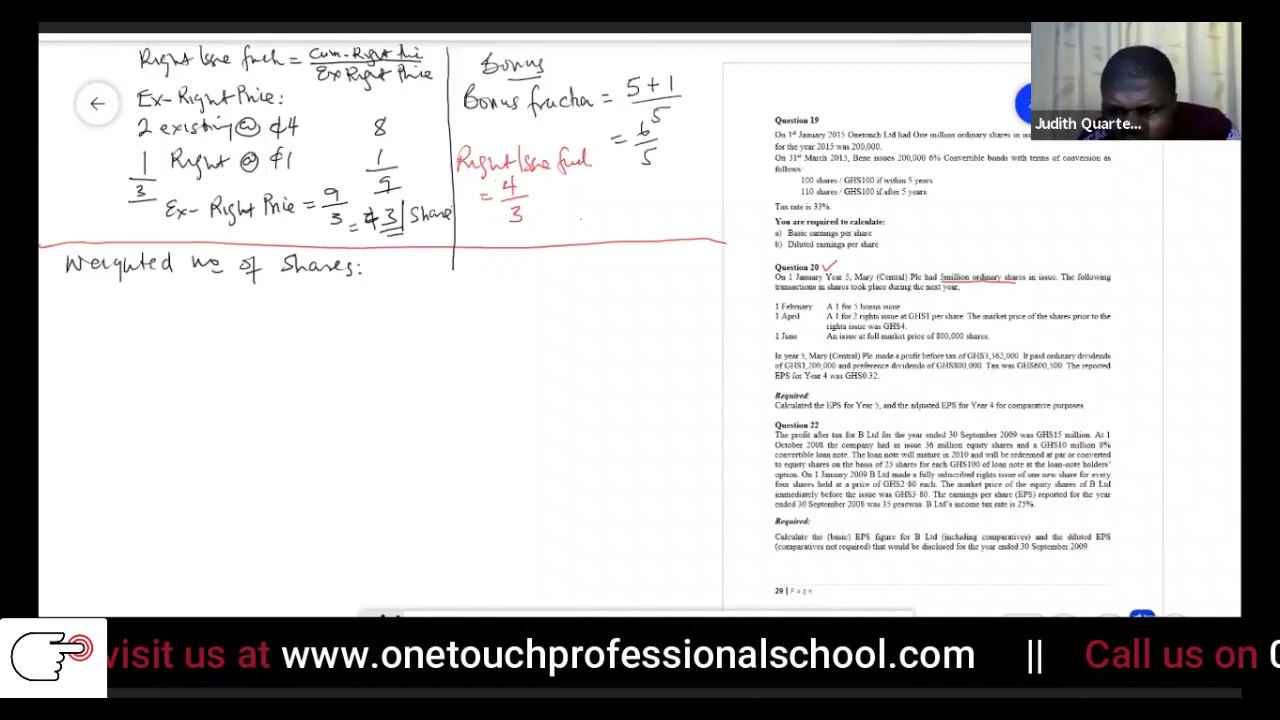 Right Issue fuch = Cum-Right Pric
Ex Right Price
Ex-Right Price:
2 existing @ ¢4 8
1 Right @ ¢1 1
3 9
Ex-Right Price = 9
3 = ¢3/Share
Bonus
Bonus fraction = 5+1
5
= 6
5
Right Issue fuch
= 4
3
Weighted no of Shares:
Judith Quarte...
Question 19
On 1st January 2015 Onetouch Ltd had One million ordinary shares in
for the year 2015 was 200,000.
On 31st March 2015, Bene issues 200,000 6% Convertible bonds with terms of conversion as
follows:
100 shares / GHS100 if within 5 years
110 shares / GHS100 if after 5 years
Tax rate is 33%.
You are required to calculate:
a) Basic earnings per share
b) Diluted earnings per share
Question 20
On 1 January Year 5, Mary (Central) Plc had 5million ordinary shares in issue. The following
transactions in shares took place during the next year.
1 February A 1 for 5 bonus issue
1 April A 1 for 2 rights issue at GHS1 per share The market price of the shares prior to the
rights issue was GHS4.
1 June An issue at full market price of 800,000 shares.
In year 5, Mary (Central) Plc made a profit before tax of GHS3,362,000. It paid ordinary dividends
of GHS1,200,000 and preference dividends of GHS800,000. Tax was GHS600,500 The reported
EPS for Year 4 was GHS0.32.
Required:
Calculated the EPS for Year 5, and the adjusted EPS for Year 4 for comparative purposes.
Question 22
The profit after tax for B Ltd for the year ended 30 September 2009 was GHS15 million. At 1
October 2008 the company had in issue 36 million equity shares and a GHS10 million 8%
convertible loan note. The loan note will mature in 2010 and will be redeemed at par or converted
to equity shares on the basis of 25 shares for each GHS100 of loan note at the loan-note holders'
option. On 1 January 2009 B Ltd made a fully subscribed rights issue of one new share for every
four shares held at a price of GHS2·80 each. The market price of the equity shares of B Ltd
immediately before the issue was GHS3·80. The earnings per share (EPS) reported for the year
ended 30 September 2008 was 35 pesewas. B Ltd's income tax rate is 25%.
Required:
Calculate the (basic) EPS figure for B Ltd (including comparatives) and the diluted EPS
(comparatives not required) that would be disclosed for the year ended 30 September 2009.
29 | Page
visit us at www.onetouchprofessionalschool.com || Call us on